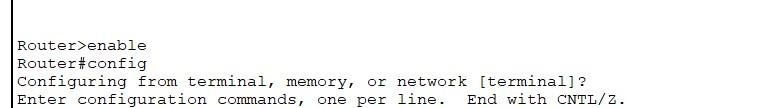 Router>enable
Router#config
Configuring from terminal, memory, or network [terminal]?
Enter configuration commands, one per line.  End with CNTL/Z.